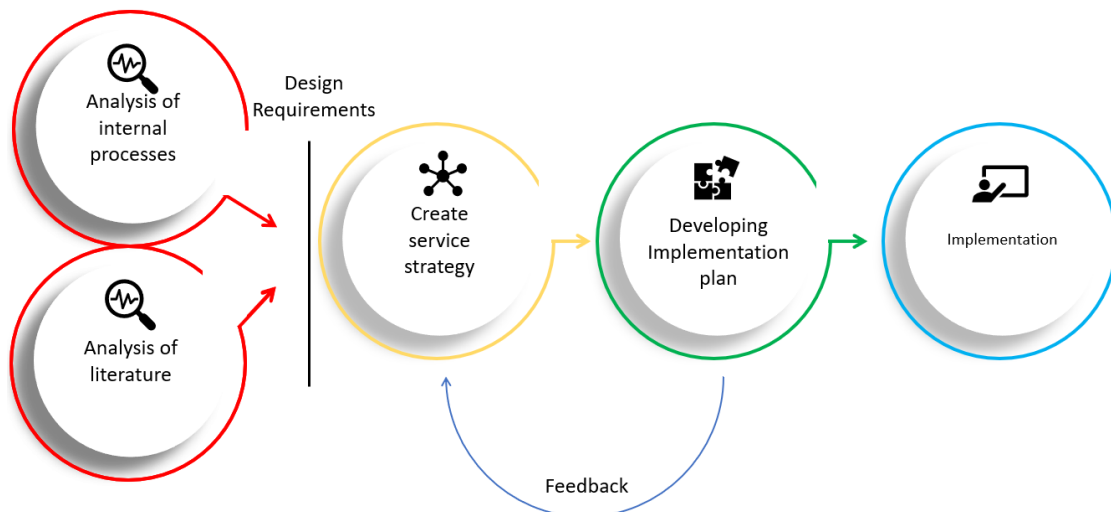 Analysis of
internal
processes
Analysis of
literature
Design
Requirements
Create
service
strategy
Developing
Implementation
plan
Implementation
Feedback